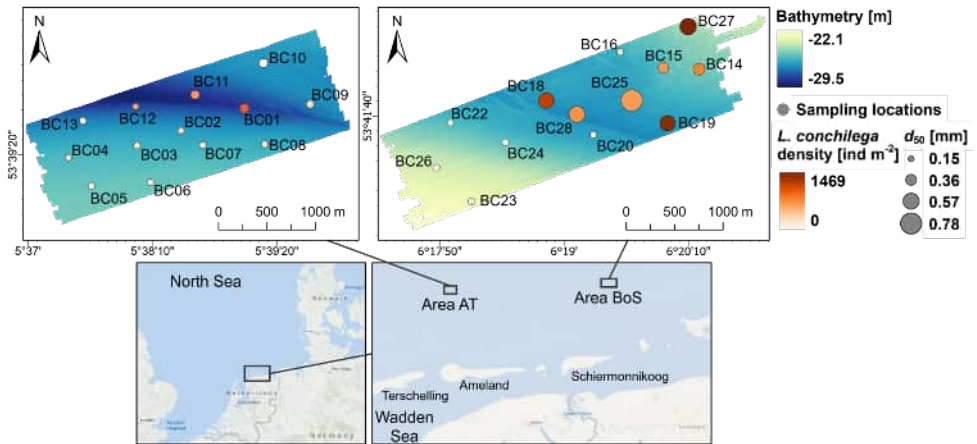 N
BC10
BC11
BC09
BC12
BC01
BC13
BC02
BC04
BC03
BC07
BC08
BC05
BC06
53°39'20
0 500 1000 m
5°37 5°38'10 5°39'20
N
BC27
BC16
BC15
BC14
BC25
BC18
BC22
BC28
BC19
BC24
BC20
BC26
BC23
53°41'40
0 500 1000 m
6°17'50 6°19 6°20'10
Bathymetry [m]
-22.1
-29.5
Sampling locations
L. conchilega
density [ind m⁻²]
1469
0
d₅₀ [mm]
0.15
0.36
0.57
0.78
North Sea
Netherlands
Germany
Area AT
Area BoS
Schiermonnikoog
Ameland
Terschelling
Wadden
Sea